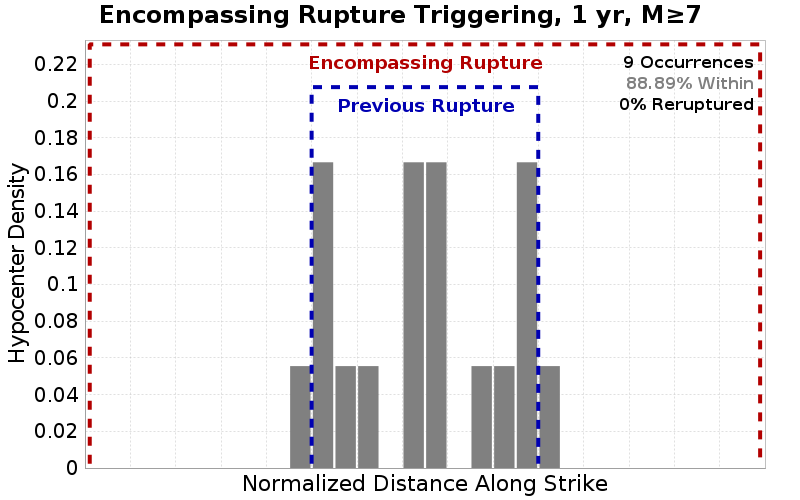 Encompassing Rupture Triggering, 1 yr, M≥7
Encompassing Rupture
Previous Rupture
9 Occurrences
88.89% Within
0% Reruptured
Hypocenter Density
0.22
0.2
0.18
0.16
0.14
0.12
0.1
0.08
0.06
0.04
0.02
0
Normalized Distance Along Strike